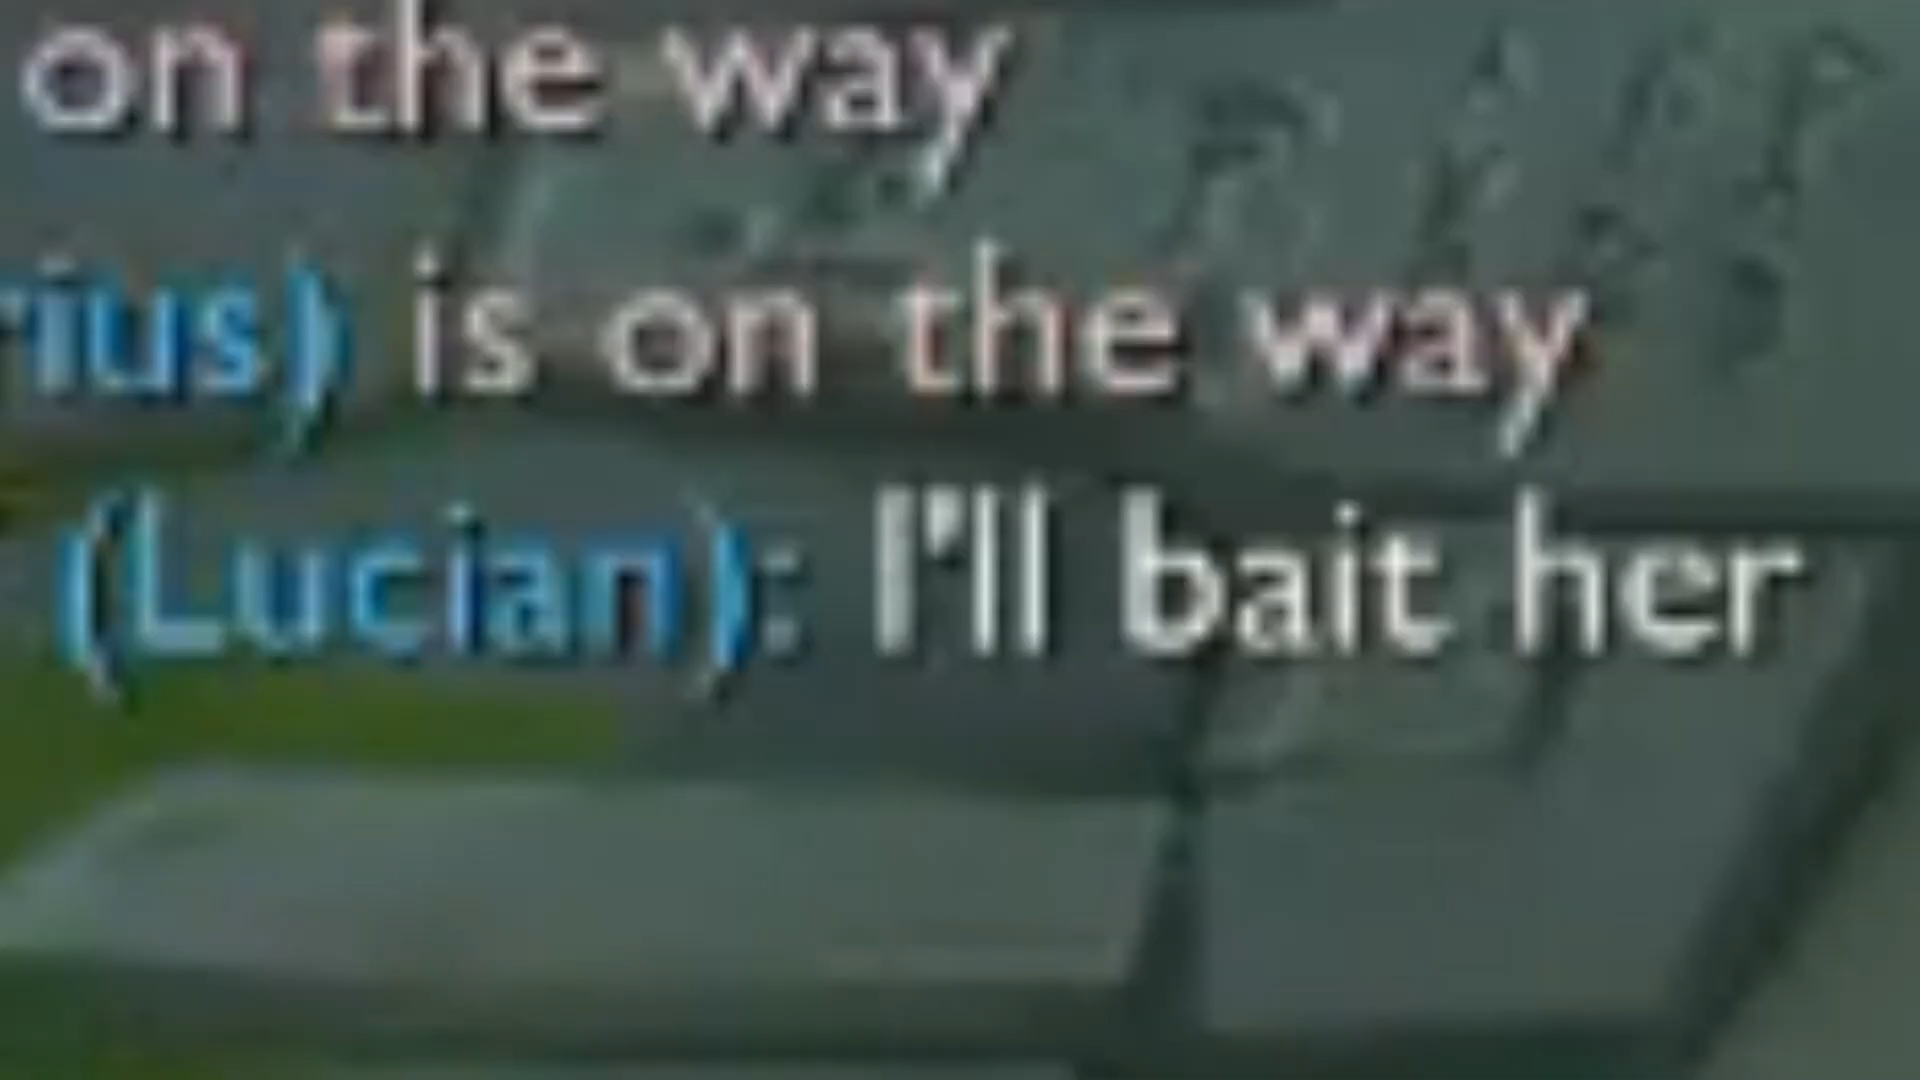 on the way
rius) is on the way
(Lucian): I'll bait her